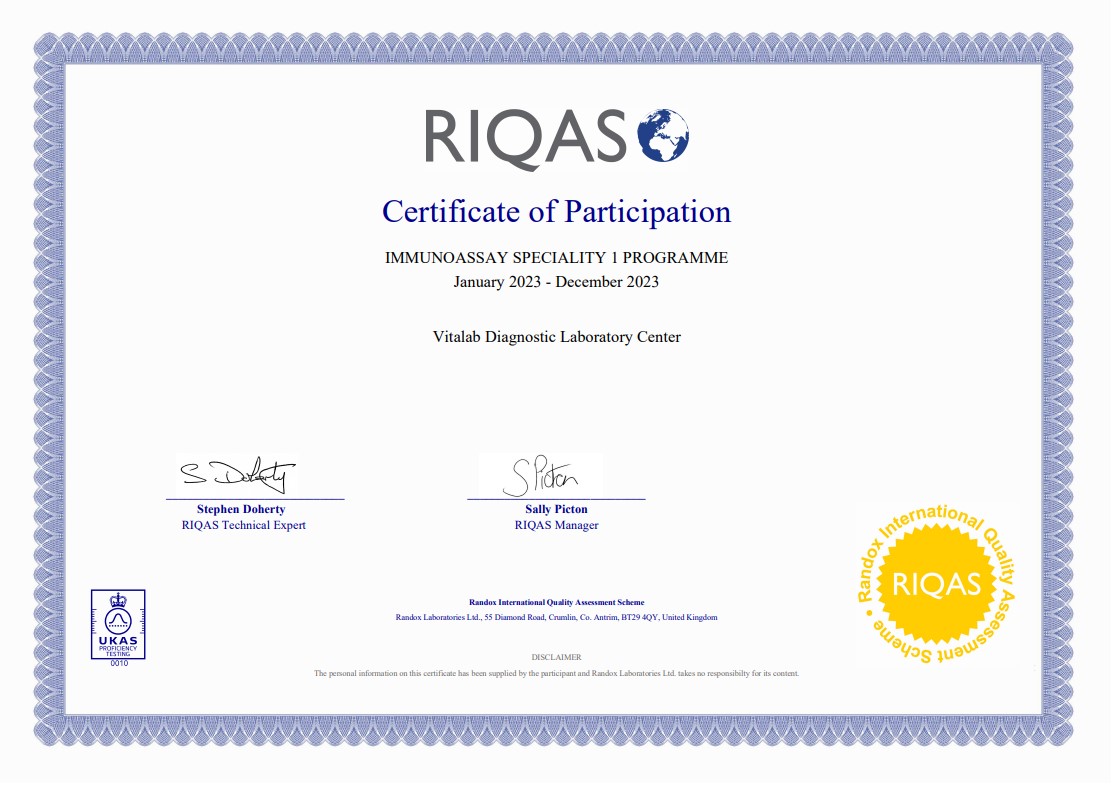 RIQAS
Certificate of Participation
IMMUNOASSAY SPECIALITY 1 PROGRAMME
January 2023 - December 2023
Vitalab Diagnostic Laboratory Center
S Doherty
Stephen Doherty
RIQAS Technical Expert
S Picton
Sally Picton
RIQAS Manager
Randox International Quality Assessment Scheme •
RIQAS
UKAS
PROFICIENCY
TESTING
0010
Randox International Quality Assessment Scheme
Randox Laboratories Ltd., 55 Diamond Road, Crumlin, Co. Antrim, BT29 4QY, United Kingdom
DISCLAIMER
The personal information on this certificate has been supplied by the participant and Randox Laboratories Ltd. takes no responsibilty for its content.